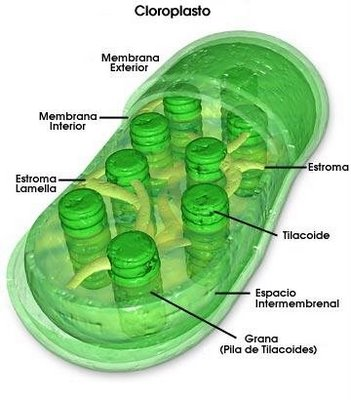 Cloroplasto
Membrana
Exterior
Membrana
Interior
Estroma
Estroma
Lamella
Tilacoide
Espacio
Intermembrenal
Grana
(Pila de Tilacoides)